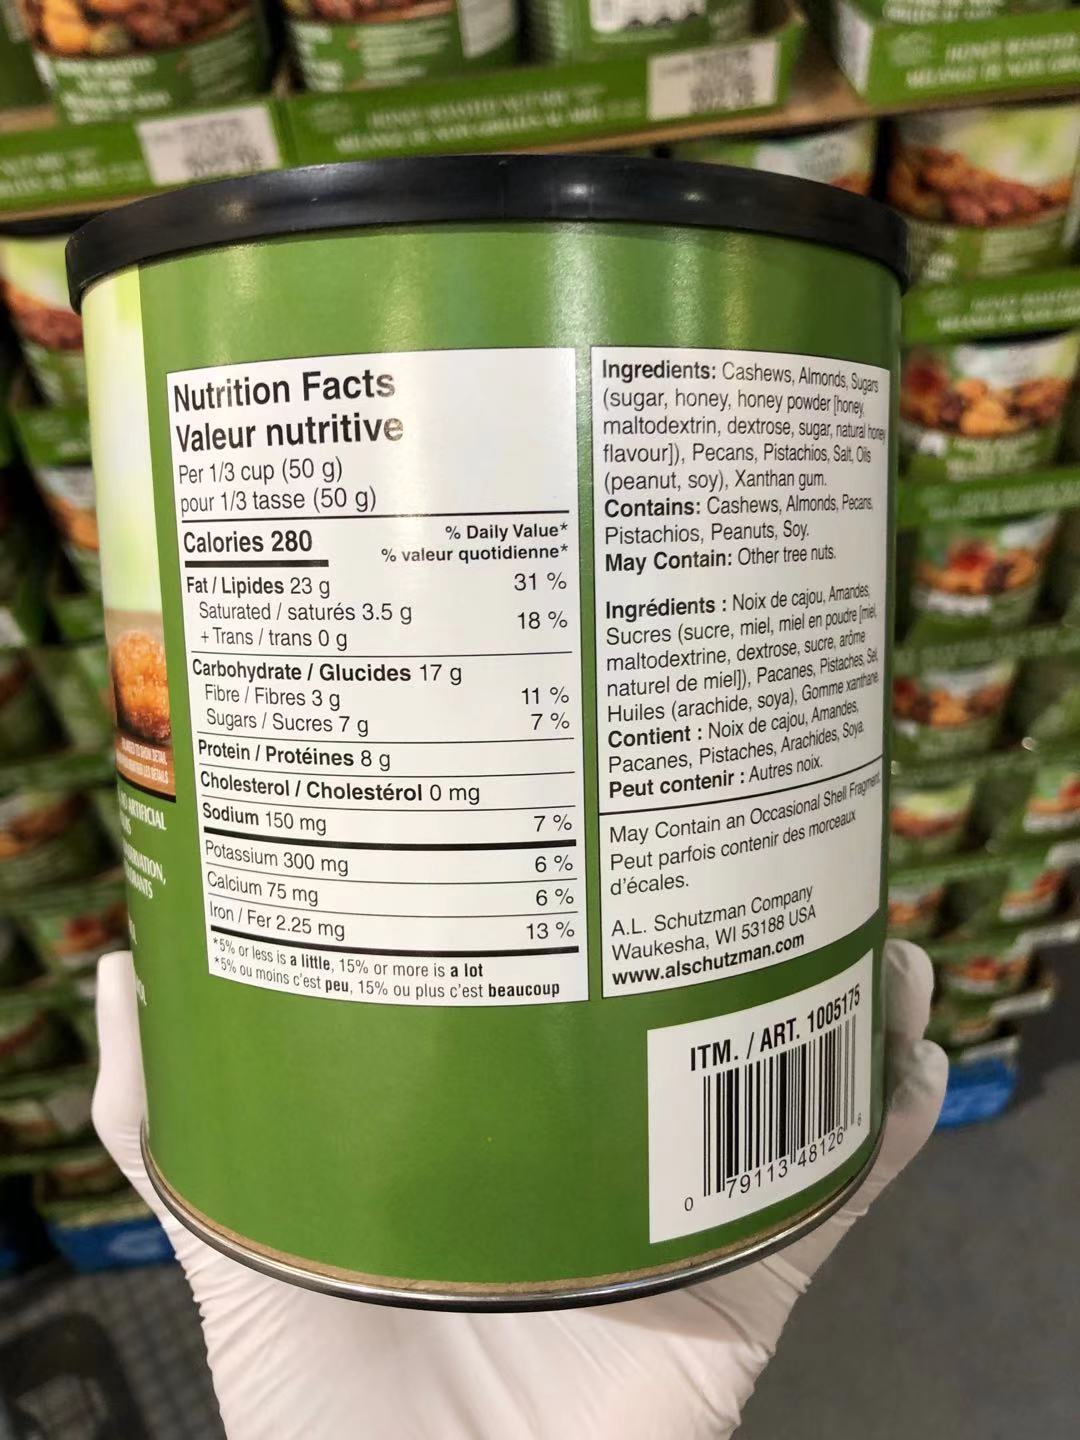 Nutrition Facts
Valeur nutritive
Per 1/3 cup (50 g)
pour 1/3 tasse (50 g)
Calories 280
% Daily Value*
% valeur quotidienne*
Fat / Lipides 23 g 31 %
Saturated / saturés 3.5 g
+ Trans / trans 0 g
18 %
Carbohydrate / Glucides 17 g
Fibre / Fibres 3 g 11 %
Sugars / Sucres 7 g 7 %
Protein / Protéines 8 g
Cholesterol / Cholestérol 0 mg
Sodium 150 mg 7 %
Potassium 300 mg 6 %
Calcium 75 mg 6 %
Iron / Fer 2.25 mg 13 %
*5% or less is a little, 15% or more is a lot
*5% ou moins c'est peu, 15% ou plus c'est beaucoup
Ingredients: Cashews, Almonds, Sugars
(sugar, honey, honey powder [honey,
maltodextrin, dextrose, sugar, natural honey
flavour]), Pecans, Pistachios, Salt, Oils
(peanut, soy), Xanthan gum.
Contains: Cashews, Almonds, Pecans,
Pistachios, Peanuts, Soy.
May Contain: Other tree nuts.
Ingrédients : Noix de cajou, Amandes,
Sucres (sucre, miel, miel en poudre [miel,
maltodextrine, dextrose, sucre, arôme
naturel de miel]), Pacanes, Pistaches, Sel,
Huiles (arachide, soya), Gomme xanthane.
Contient : Noix de cajou, Amandes,
Pacanes, Pistaches, Arachides, Soya.
Peut contenir : Autres noix.
May Contain an Occasional Shell Fragment.
Peut parfois contenir des morceaux
d'écales.
A.L. Schutzman Company
Waukesha, WI 53188 USA
www.alschutzman.com
ITM. / ART. 1005175
0 79113 48126 6
ARTIFICIAL